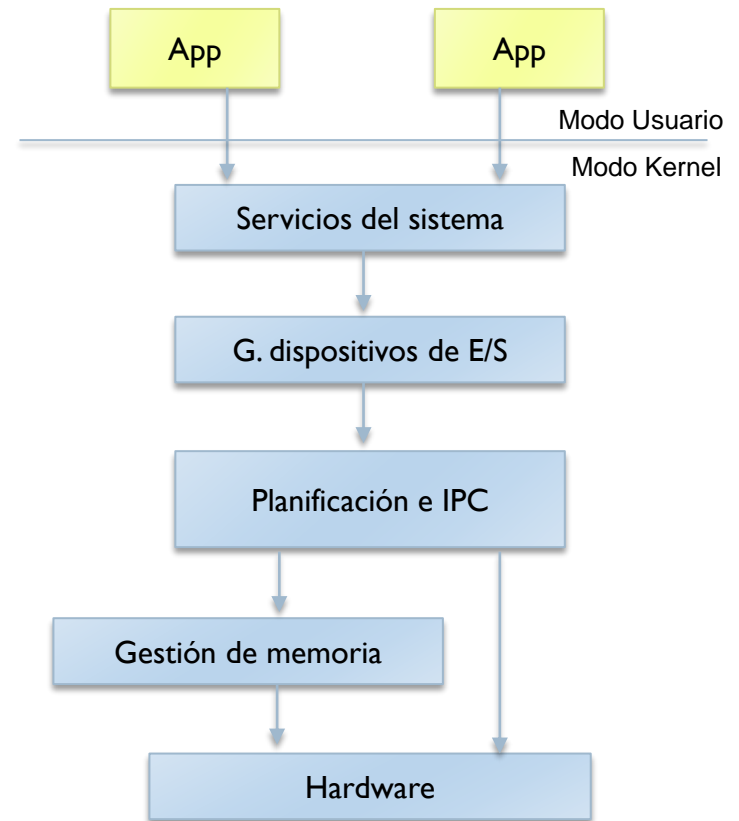 App
App
Modo Usuario
Modo Kernel
Servicios del sistema
G. dispositivos de E/S
Planificación e IPC
Gestión de memoria
Hardware